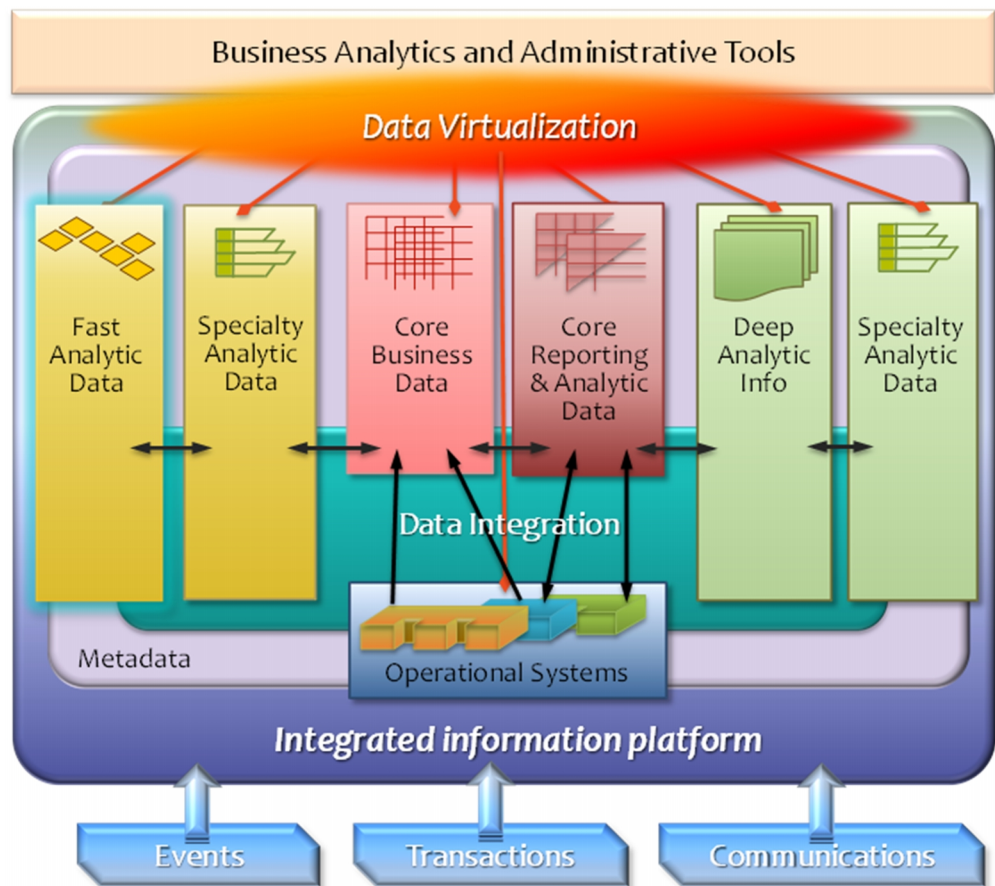 Business Analytics and Administrative Tools
Data Virtualization
Fast
Analytic
Data
Specialty
Analytic
Data
Core
Business
Data
Core
Reporting
& Analytic
Data
Deep
Analytic
Info
Specialty
Analytic
Data
Data Integration
Metadata
Operational Systems
Integrated information platform
Events
Transactions
Communications